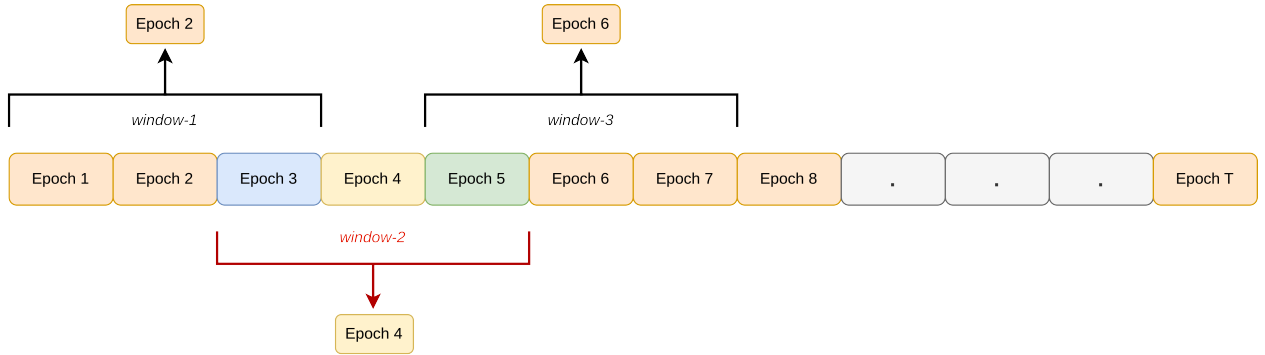 Epoch 2
Epoch 6
window-1
window-3
Epoch 1 Epoch 2 Epoch 3 Epoch 4 Epoch 5 Epoch 6 Epoch 7 Epoch 8 . . . Epoch T
window-2
Epoch 4